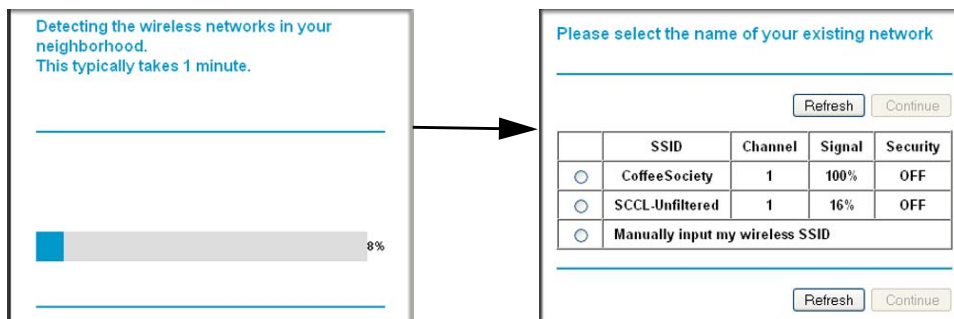 Detecting the wireless networks in your
neighborhood.
This typically takes 1 minute.
8%
Please select the name of your existing network
Refresh Continue
SSID Channel Signal Security
CoffeeSociety 1 100% OFF
SCCL-Unfiltered 1 16% OFF
Manually input my wireless SSID
Refresh Continue